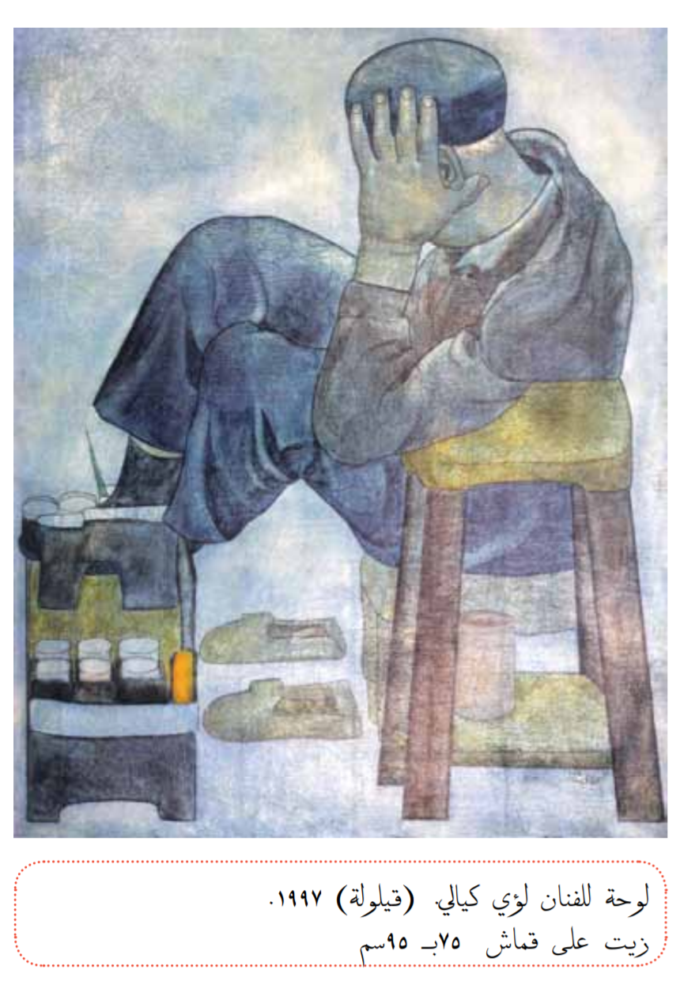 لوحة للفنان لؤي كيالي. (قيلولة) ١٩٩٧.
زيت على قماش ٧٥بـ ٩٥سم